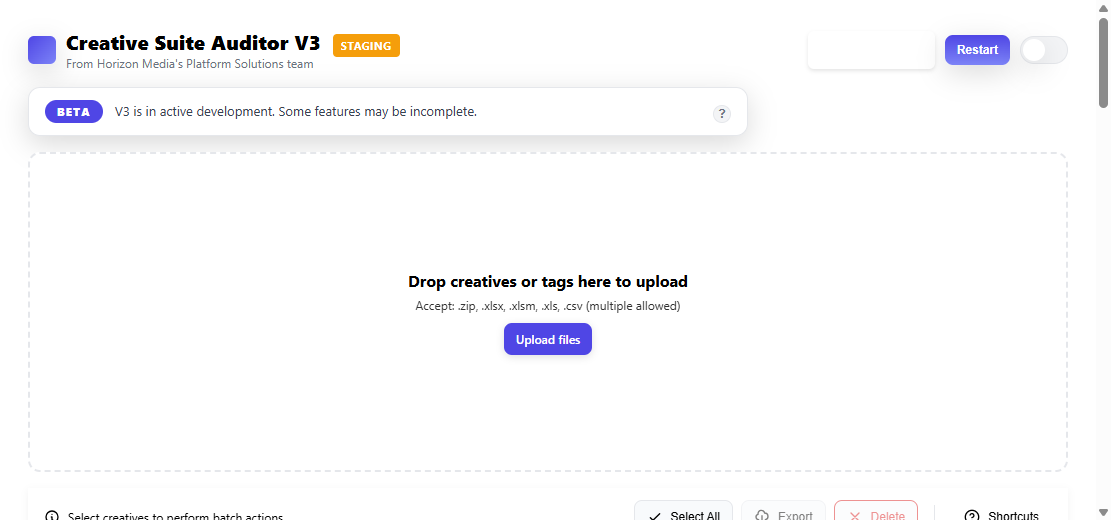 Creative Suite Auditor V3
STAGING
From Horizon Media's Platform Solutions team
Restart
BETA
V3 is in active development. Some features may be incomplete.
?
Drop creatives or tags here to upload
Accept: .zip, .xlsx, .xlsm, .xls, .csv (multiple allowed)
Upload files
Select creatives to perform batch actions
Select All
Export
Delete
Shortcuts